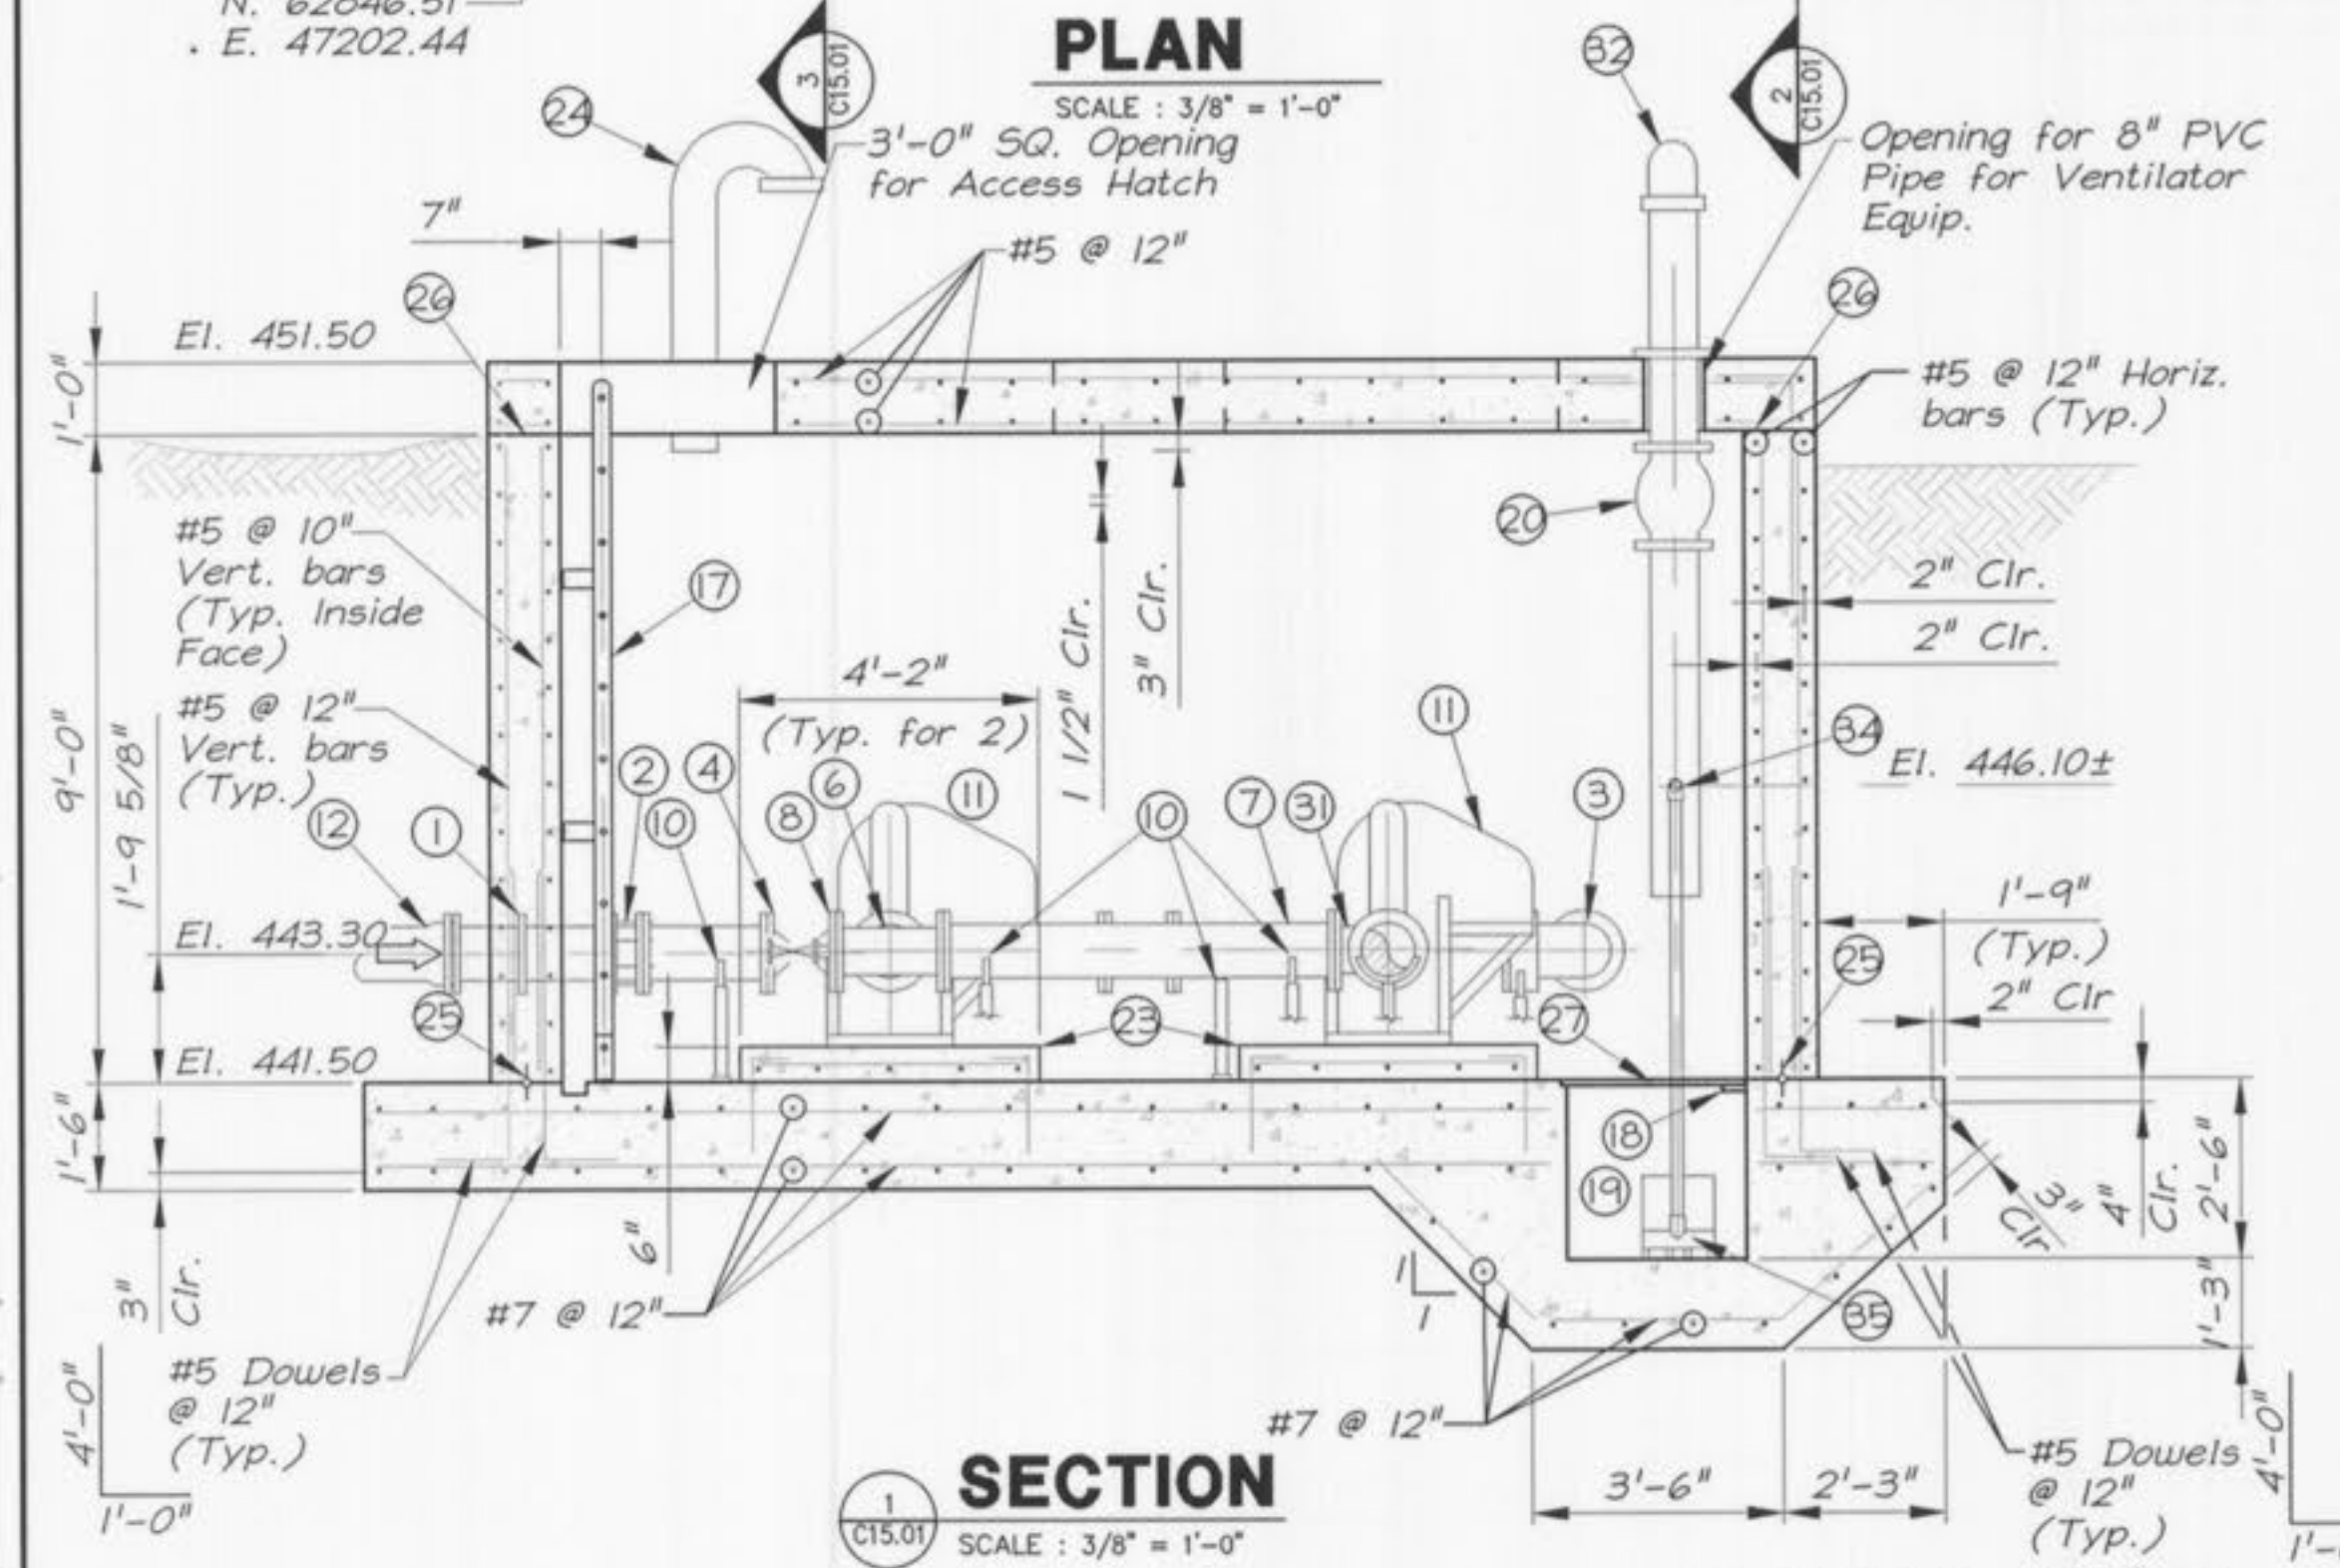 E. 47202.44
PLAN
SCALE : 3/8" = 1'-0"
3
C15.01
2
C15.01
24
32
3'-0" SQ. Opening
for Access Hatch
Opening for 8" PVC
Pipe for Ventilator
Equip.
7"
#5 @ 12"
26
26
El. 451.50
1'-0"
#5 @ 12" Horiz.
bars (Typ.)
20
#5 @ 10"
Vert. bars
(Typ. Inside
Face)
17
2" Clr.
2" Clr.
1 1/2" Clr.
3" Clr.
4'-2"
(Typ. for 2)
#5 @ 12"
Vert. bars
(Typ.)
9'-0"
1'-9 5/8"
11
34
El. 446.10±
12
1
2
10
4
8
6
11
10
7
31
3
1'-9"
(Typ.)
El. 443.30
25
25
2" Clr
23
27
El. 441.50
1'-6"
18
19
3"
Clr
4"
Clr.
2'-6"
6"
3"
Clr.
#7 @ 12"
1
1
35
1'-3"
#5 Dowels
@ 12"
(Typ.)
4'-0"
1'-0"
#7 @ 12"
#5 Dowels
@ 12"
(Typ.)
4'-0"
3'-6"
2'-3"
1
C15.01
SECTION
SCALE : 3/8" = 1'-0"